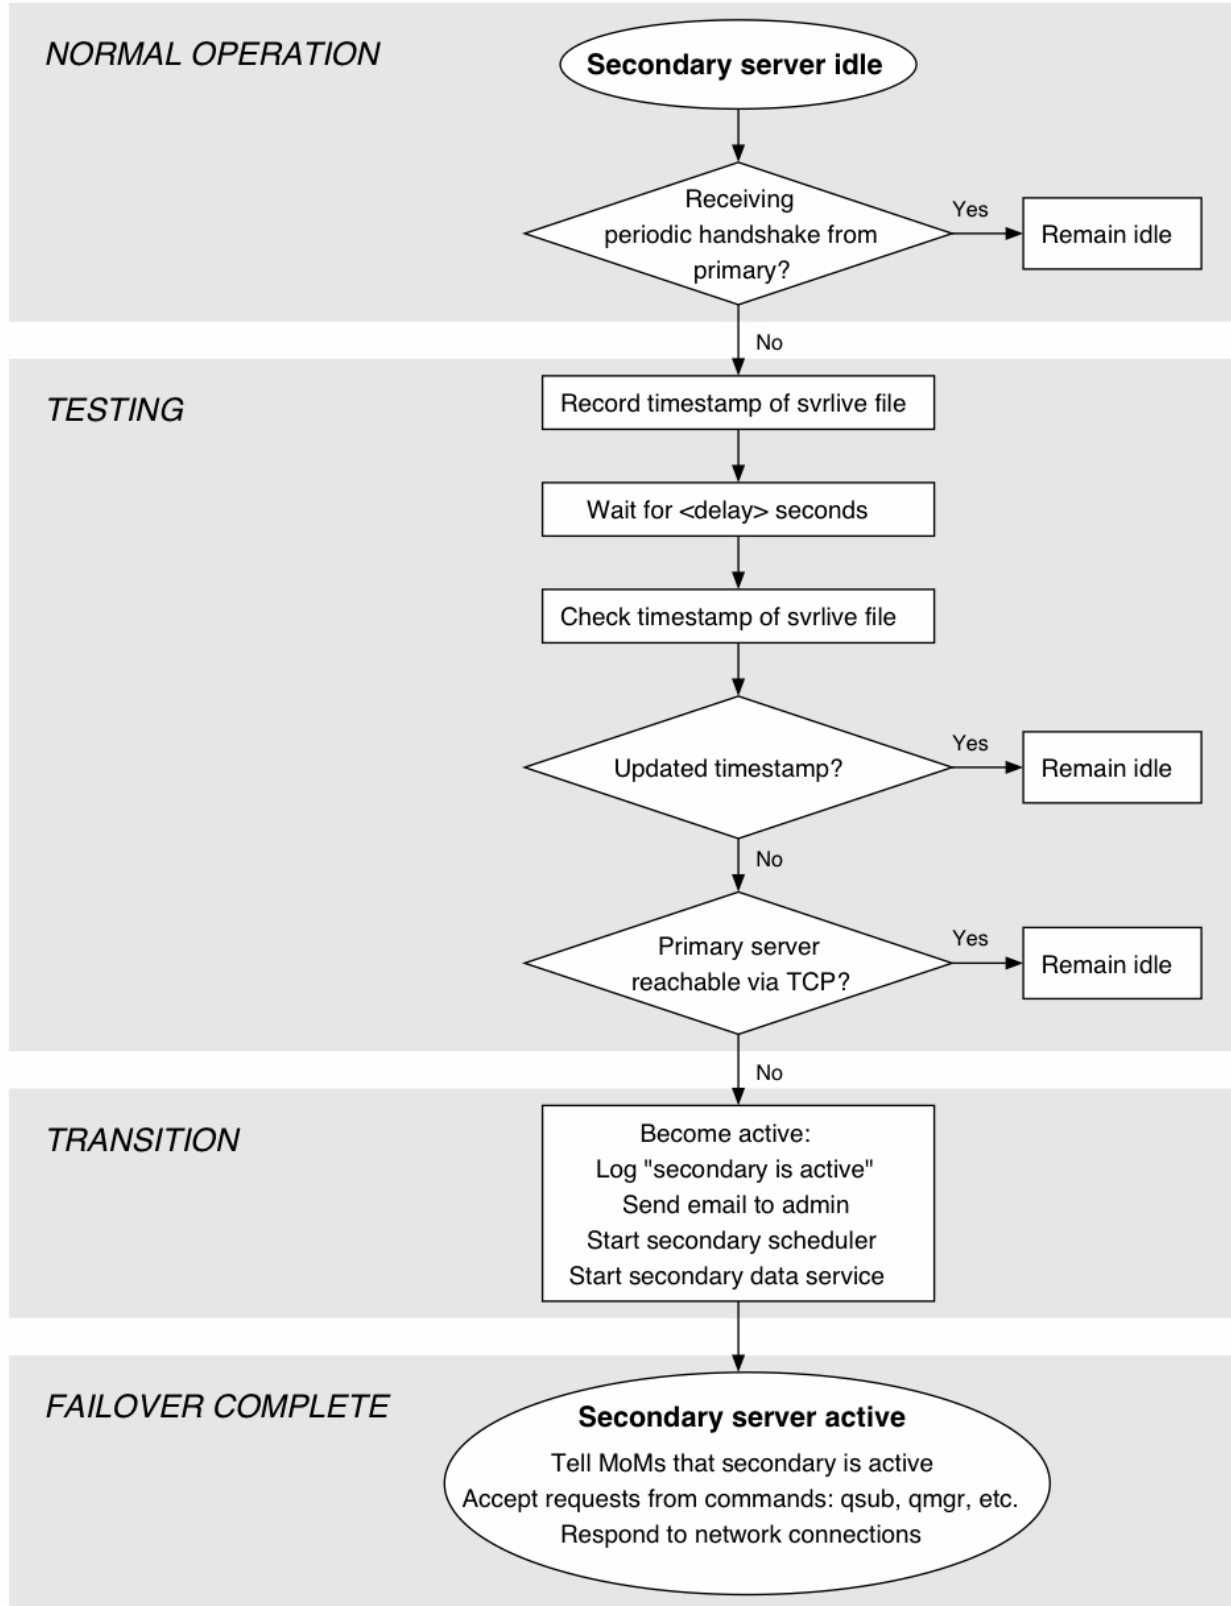 NORMAL OPERATION
Secondary server idle
Receiving
periodic handshake from
primary?
Yes
Remain idle
No
TESTING
Record timestamp of svrlive file
Wait for <delay> seconds
Check timestamp of svrlive file
Updated timestamp?
Yes
Remain idle
No
Primary server
reachable via TCP?
Yes
Remain idle
No
TRANSITION
Become active:
Log "secondary is active"
Send email to admin
Start secondary scheduler
Start secondary data service
FAILOVER COMPLETE
Secondary server active
Tell MoMs that secondary is active
Accept requests from commands: qsub, qmgr, etc.
Respond to network connections